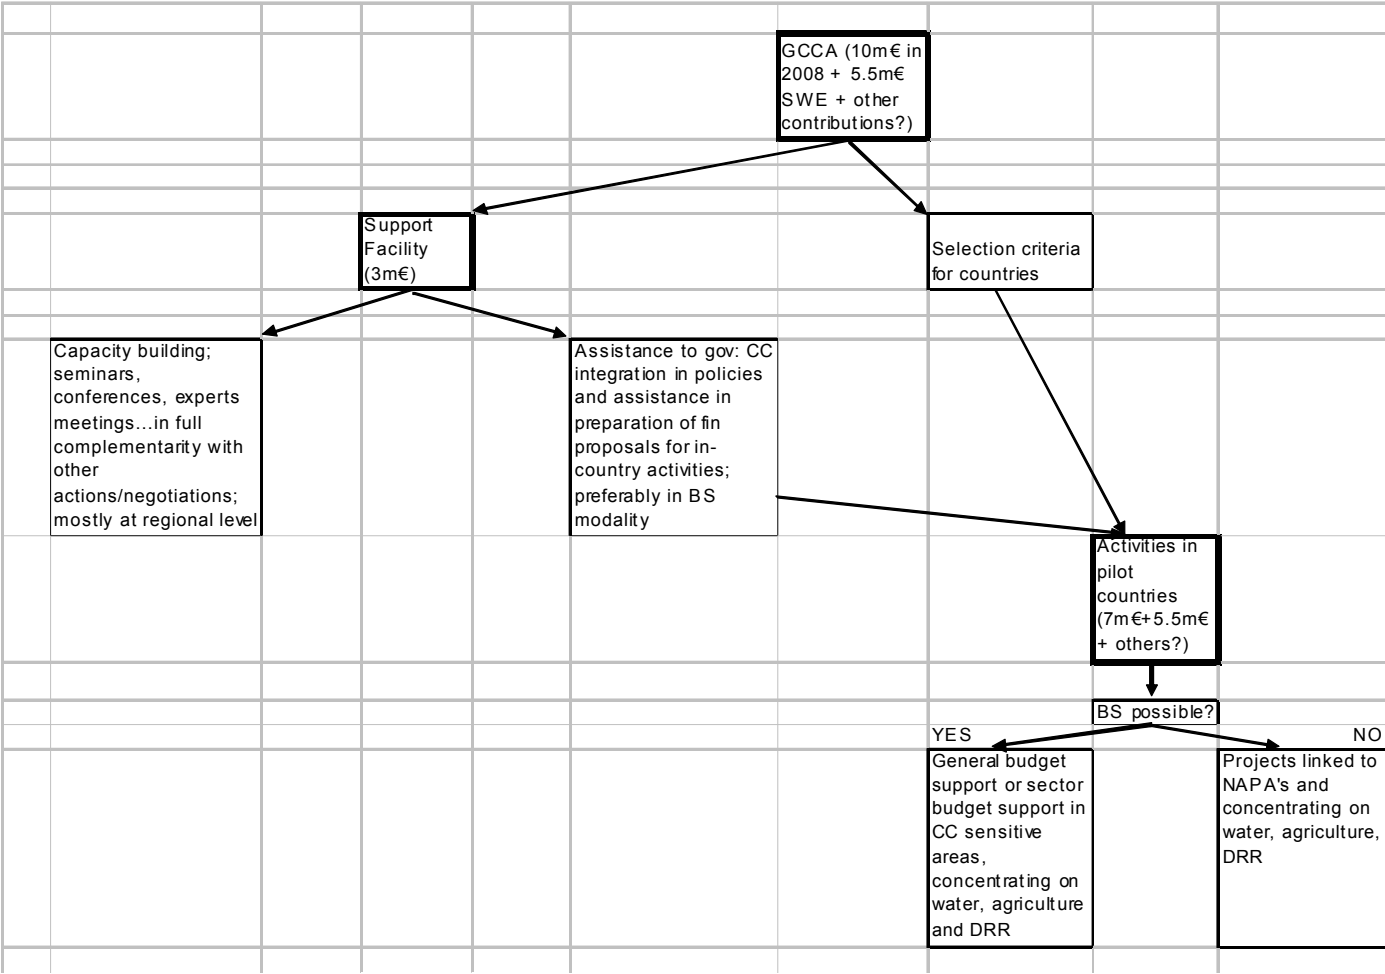 GCCA (10m€ in
2008 + 5.5m€
SWE + other
contributions?)
Support
Facility
(3m€)
Selection criteria
for countries
Capacity building;
seminars,
conferences, experts
meetings...in full
complementarity with
other
actions/negotiations;
mostly at regional level
Assistance to gov: CC
integration in policies
and assistance in
preparation of fin
proposals for in-
country activities;
preferably in BS
modality
Activities in
pilot
countries
(7m€+5.5m€
+ others?)
BS possible?
YES
NO
General budget
support or sector
budget support in
CC sensitive
areas,
concentrating on
water, agriculture
and DRR
Projects linked to
NAPA's and
concentrating on
water, agriculture,
DRR